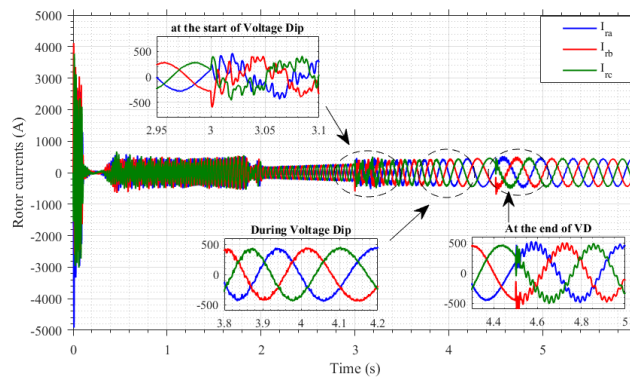 5000
4000
3000
2000
1000
0
-1000
-2000
-3000
-4000
-5000
Rotor currents (A)
0 1 2 3 4 5
Time (s)
I_ra
I_rb
I_rc
at the start of Voltage Dip
500
0
-500
2.95 3 3.05 3.1
During Voltage Dip
500
0
-500
3.8 3.9 4 4.1 4.2
At the end of VD
500
0
-500
4.4 4.6 4.8 5